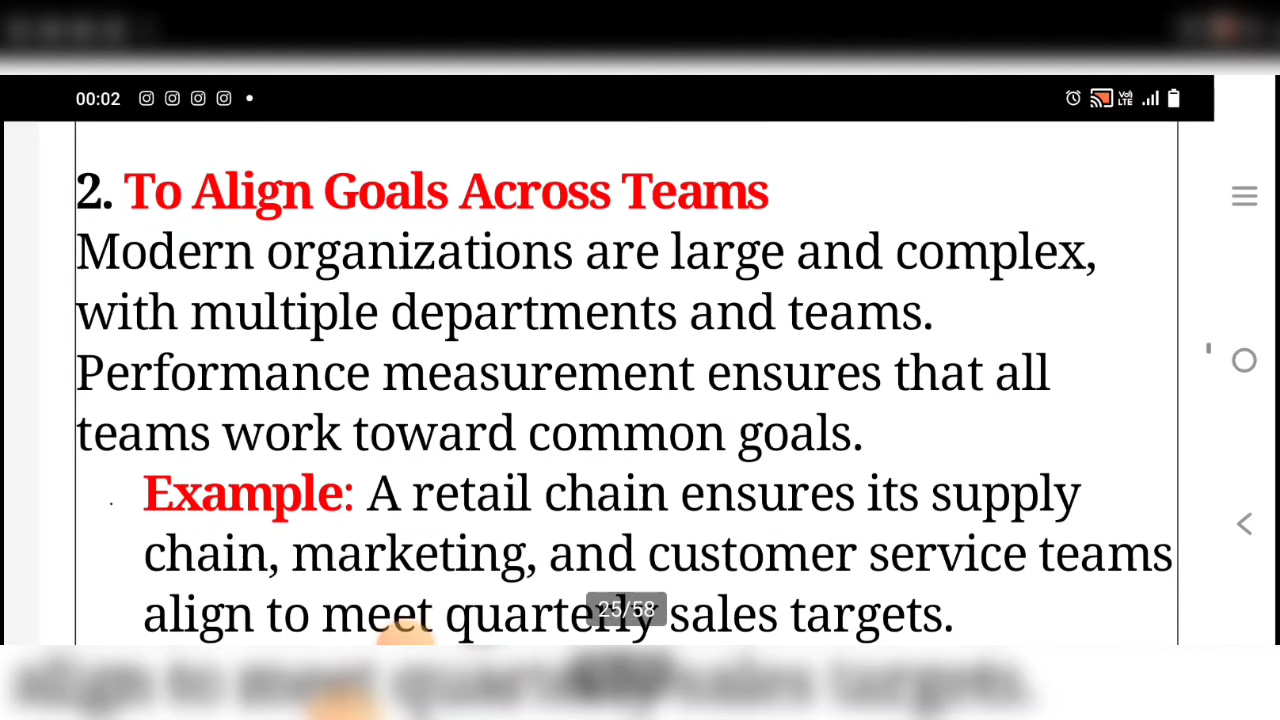 00:02
VoI) LTE
2. To Align Goals Across Teams
Modern organizations are large and complex,
with multiple departments and teams.
Performance measurement ensures that all
teams work toward common goals.
Example: A retail chain ensures its supply
chain, marketing, and customer service teams
align to meet quarterly sales targets.
25/58